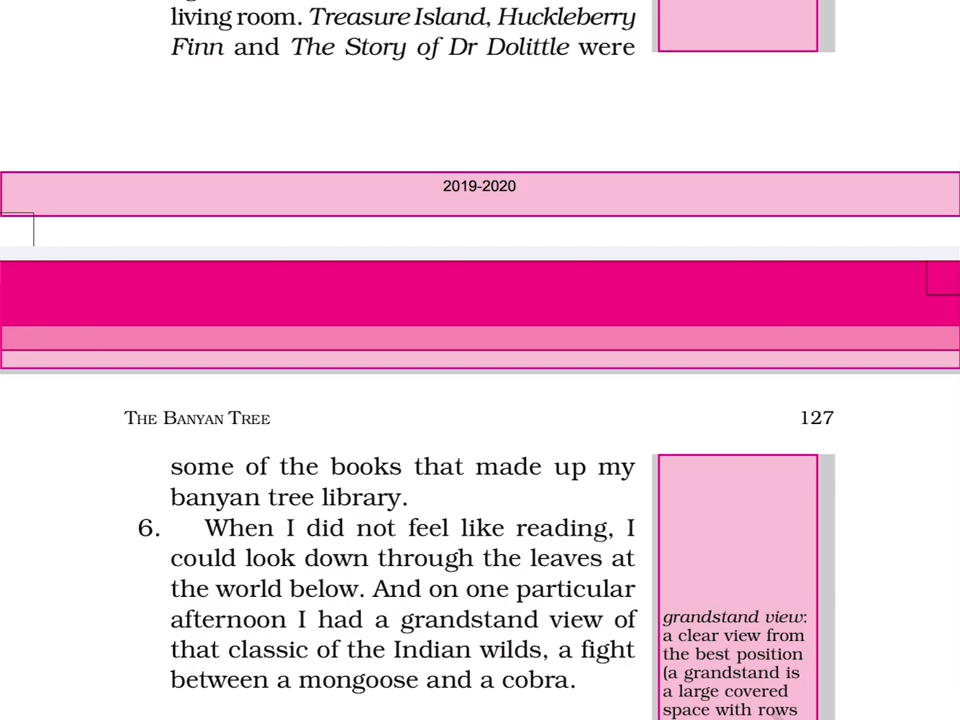 living room. Treasure Island, Huckleberry
Finn and The Story of Dr Dolittle were
2019-2020
THE BANYAN TREE
127
some of the books that made up my
banyan tree library.
6. When I did not feel like reading, I
could look down through the leaves at
the world below. And on one particular
afternoon I had a grandstand view of
that classic of the Indian wilds, a fight
between a mongoose and a cobra.
grandstand view:
a clear view from
the best position
(a grandstand is
a large covered
space with rows